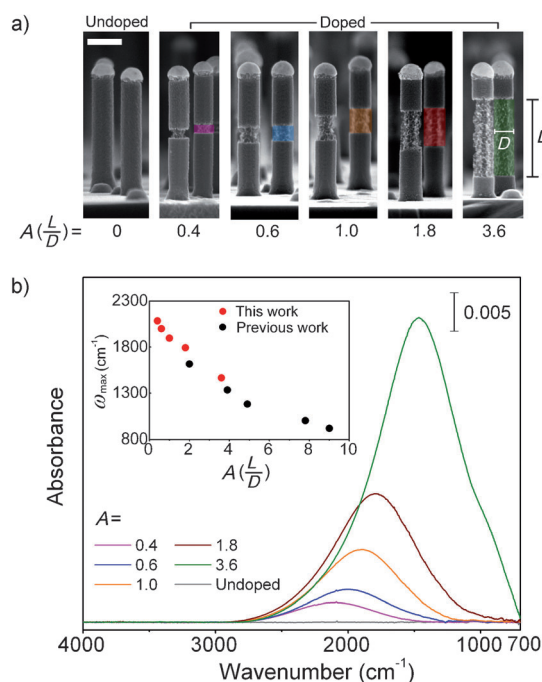 a) Undoped Doped
D
L
A(L/D)= 0 0.4 0.6 1.0 1.8 3.6
b)
0.005
2300
1800
1300
800
ωmax(cm-1)
This work
Previous work
0 2 4 6 8 10
A(L/D)
Absorbance
A=
0.4 1.8
0.6 3.6
1.0 Undoped
4000 3000 2000 1000 700
Wavenumber (cm-1)